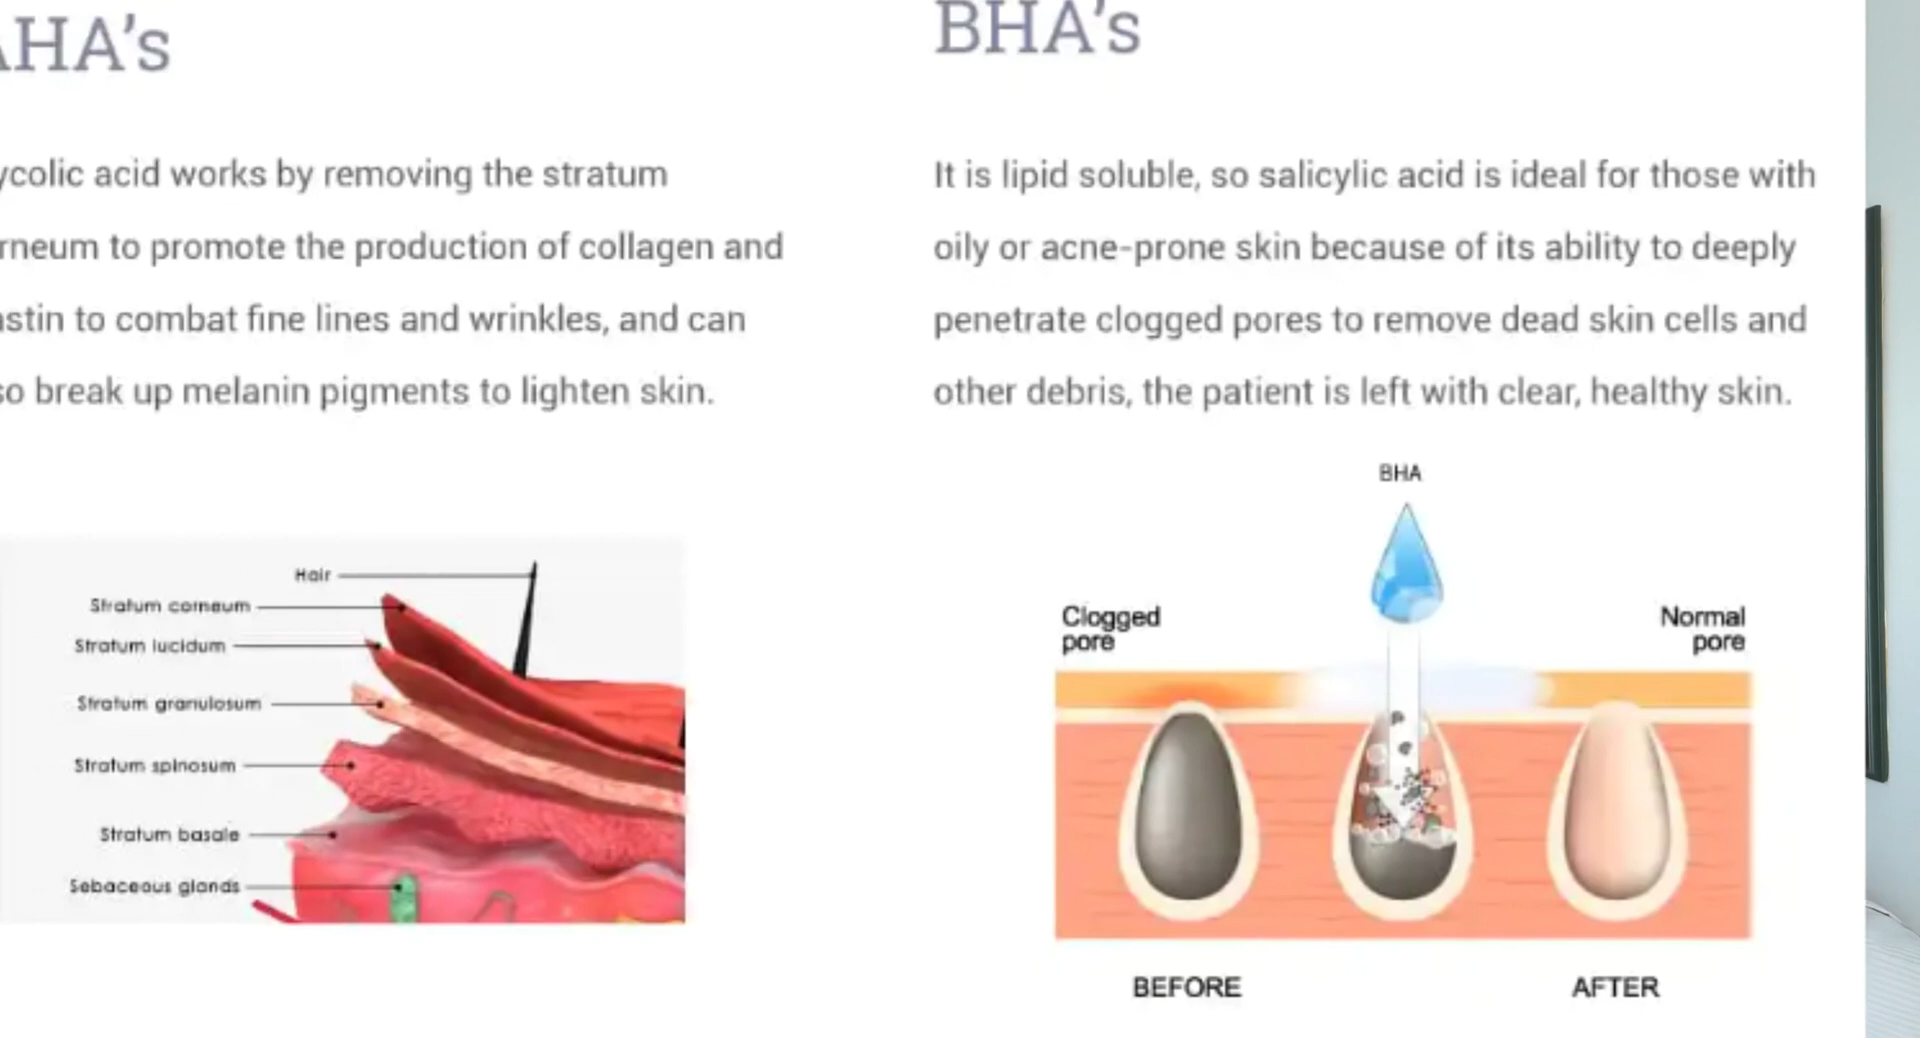 AHA's
ycolic acid works by removing the stratum
rneum to promote the production of collagen and
astin to combat fine lines and wrinkles, and can
so break up melanin pigments to lighten skin.
Hair
Stratum corneum
Stratum lucidum
Stratum granulosum
Stratum spinosum
Stratum basale
Sebaceous glands
BHA's
It is lipid soluble, so salicylic acid is ideal for those with
oily or acne-prone skin because of its ability to deeply
penetrate clogged pores to remove dead skin cells and
other debris, the patient is left with clear, healthy skin.
BHA
Clogged
pore
Normal
pore
BEFORE
AFTER